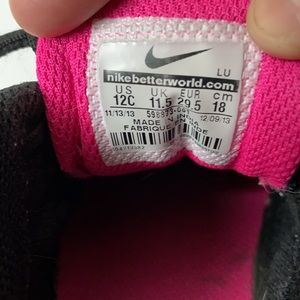 LU
nikebetterworld.com
US UK EUR cm
12C 11.5 29.5 18
11/13/13 12/09/13
MADE
FABRIQUE